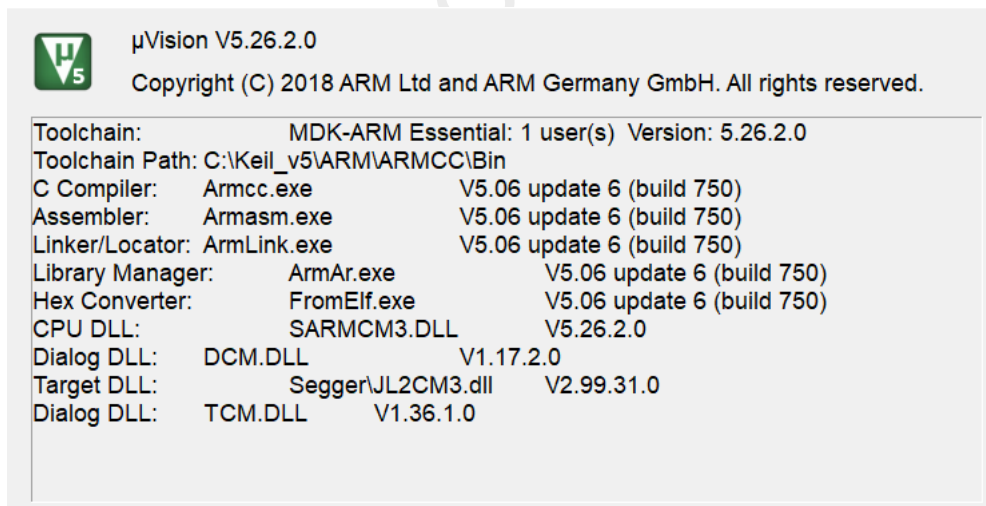 µVision V5.26.2.0
Copyright (C) 2018 ARM Ltd and ARM Germany GmbH. All rights reserved.
Toolchain: MDK-ARM Essential: 1 user(s) Version: 5.26.2.0
Toolchain Path: C:\Keil_v5\ARM\ARMCC\Bin
C Compiler: Armcc.exe V5.06 update 6 (build 750)
Assembler: Armasm.exe V5.06 update 6 (build 750)
Linker/Locator: ArmLink.exe V5.06 update 6 (build 750)
Library Manager: ArmAr.exe V5.06 update 6 (build 750)
Hex Converter: FromElf.exe V5.06 update 6 (build 750)
CPU DLL: SARMCM3.DLL V5.26.2.0
Dialog DLL: DCM.DLL V1.17.2.0
Target DLL: Segger\JL2CM3.dll V2.99.31.0
Dialog DLL: TCM.DLL V1.36.1.0